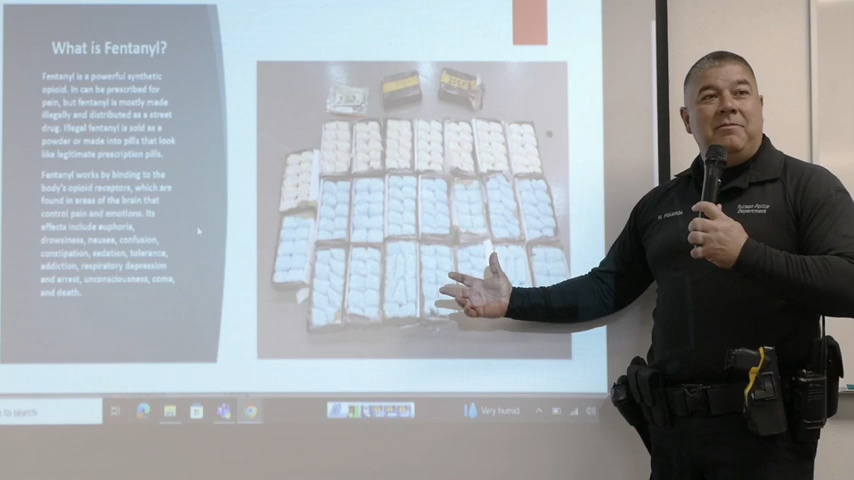 What is Fentanyl?
Fentanyl is a powerful synthetic
opioid. In can be prescribed for
pain, but fentanyl is mostly made
illegally and distributed as a street
drug. Illegal fentanyl is sold as a
powder or made into pills that look
like legitimate prescription pills.
Fentanyl works by binding to the
body's opioid receptors, which are
found in areas of the brain that
control pain and emotions. Its
effects include euphoria,
drowsiness, nausea, confusion,
constipation, sedation, tolerance,
addiction, respiratory depression
and arrest, unconsciousness, coma,
and death.
Tucson Police
Department
to search
Very humid